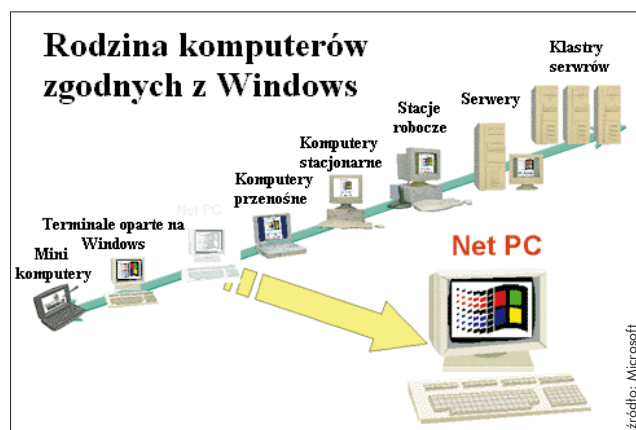 Rodzina komputerów
zgodnych z Windows
Klastry
serwrów
Serwery
Stacje
robocze
Komputery
stacjonarne
Komputery
przenośne
Net PC
Terminale oparte na
Windows
Mini
komputery
Net PC
źródło: Microsoft